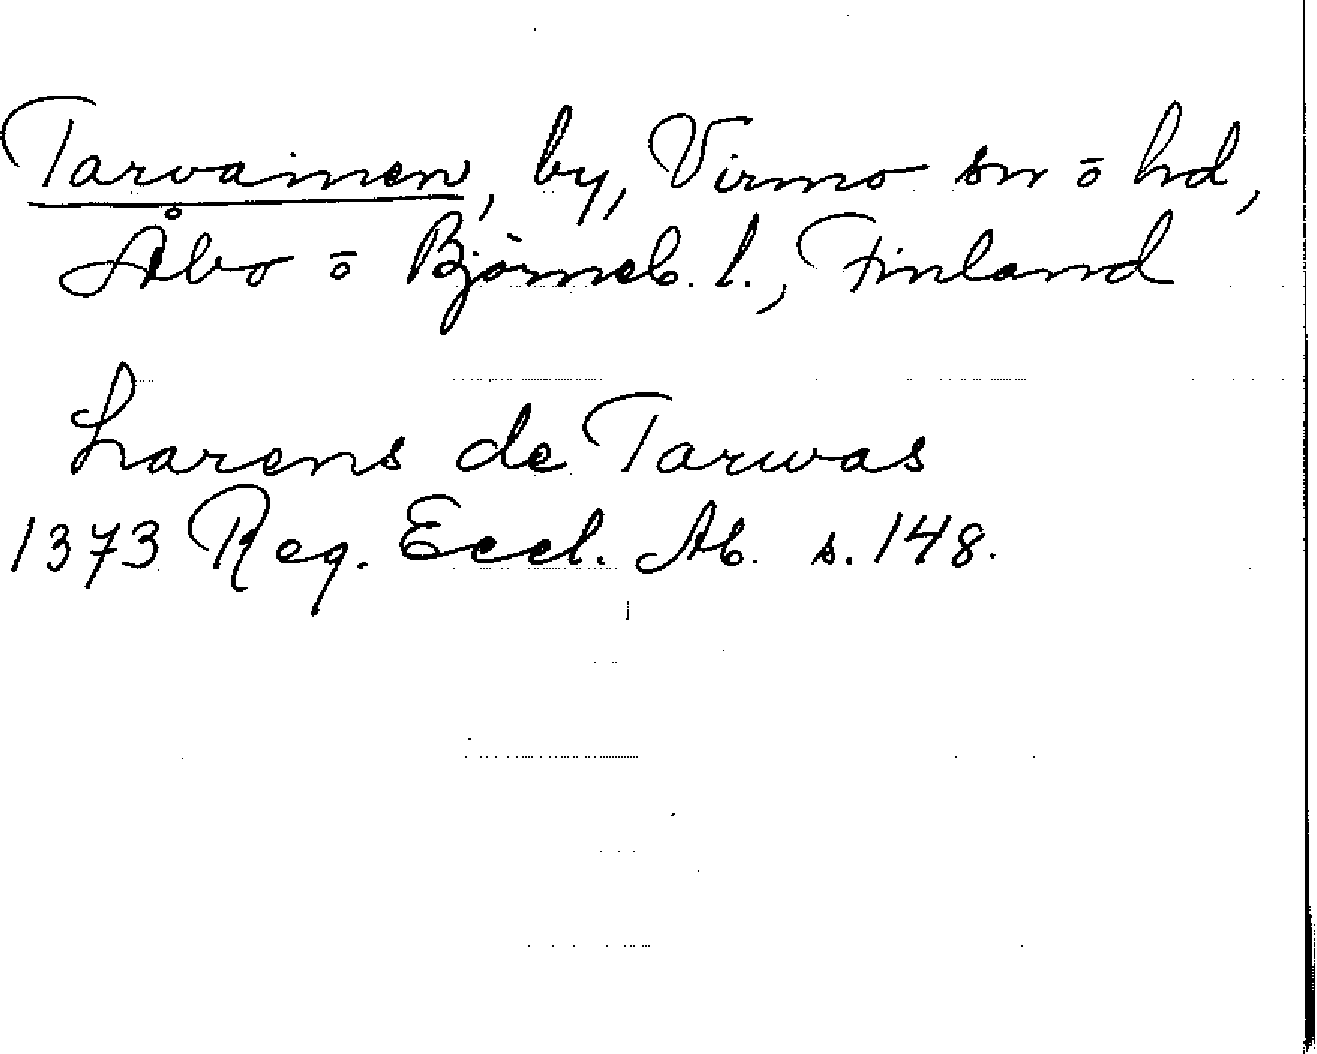 Tarvainen, by, Virmo sn o hd,
Åbo o Björneb. l., Finland
Larens de Tarwas
1373 Reg. Eccl. Ab. s. 148.